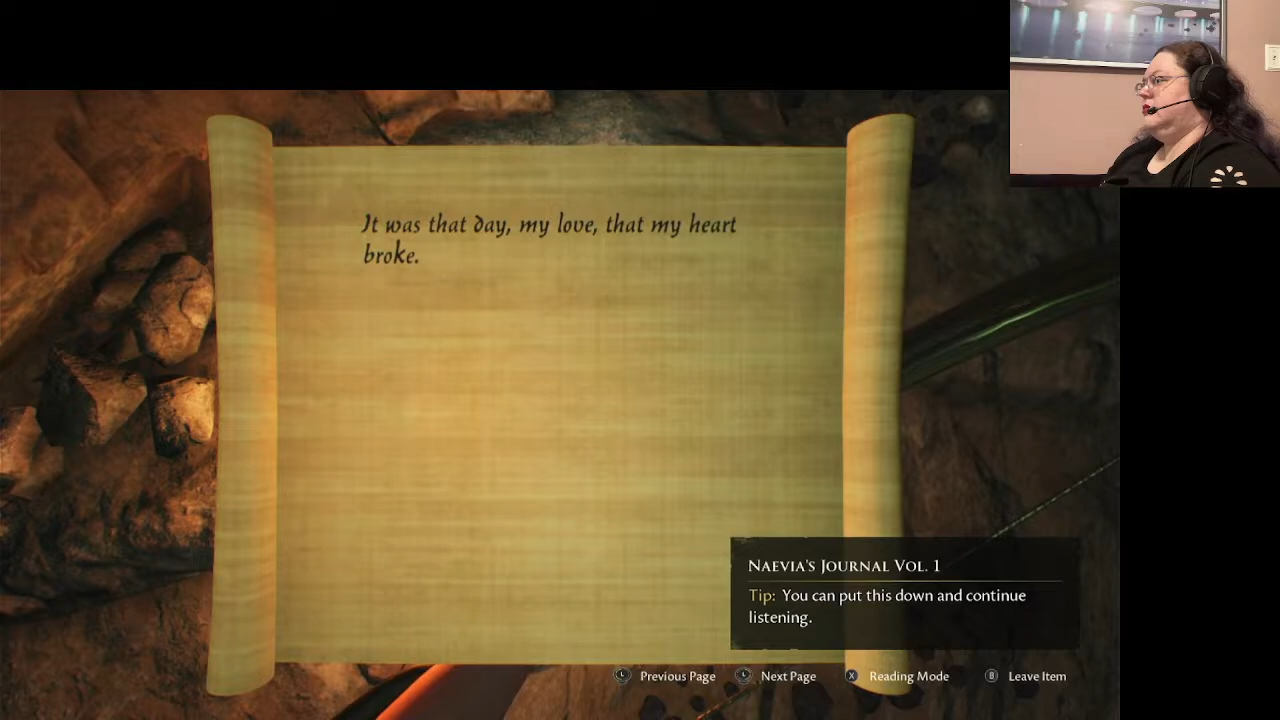 It was that day, my love, that my heart
broke.
Naevia's Journal Vol. 1
Tip: You can put this down and continue
listening.
Previous Page Next Page Reading Mode Leave Item